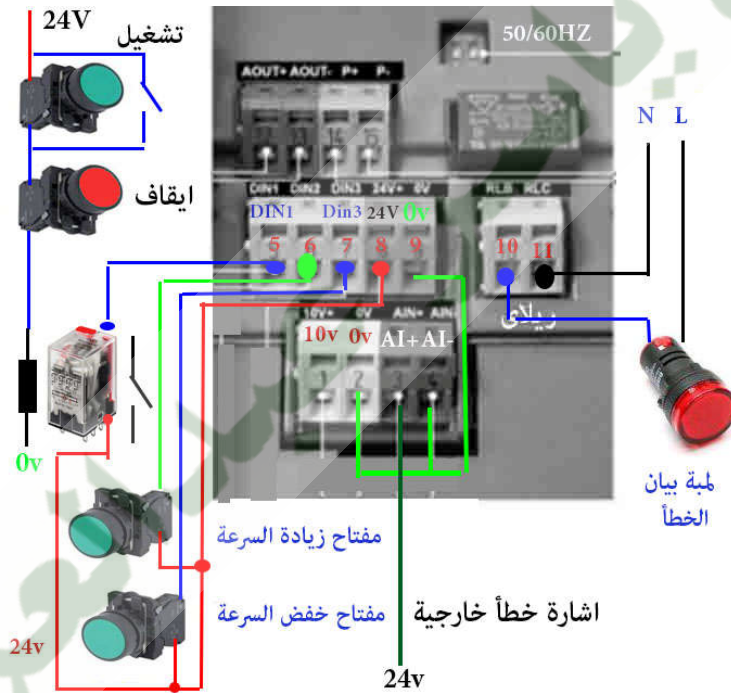 24V
تشغيل
50/60HZ
N L
AOUT+ AOUT- P+ P-
ايقاف
DIN1 DIN2 DIN3 24V+ 0V
RLB RLC
DIN1 Din3 24V 0v
5 6 7 8 9
10 11
10V+ 0V AIN+ AIN-
10v 0v AI+ AI-
ريلاى
1 2 3
0v
لمبة بيان
الخطأ
مفتاح زيادة السرعة
مفتاح خفض السرعة
اشارة خطأ خارجية
24v
24v